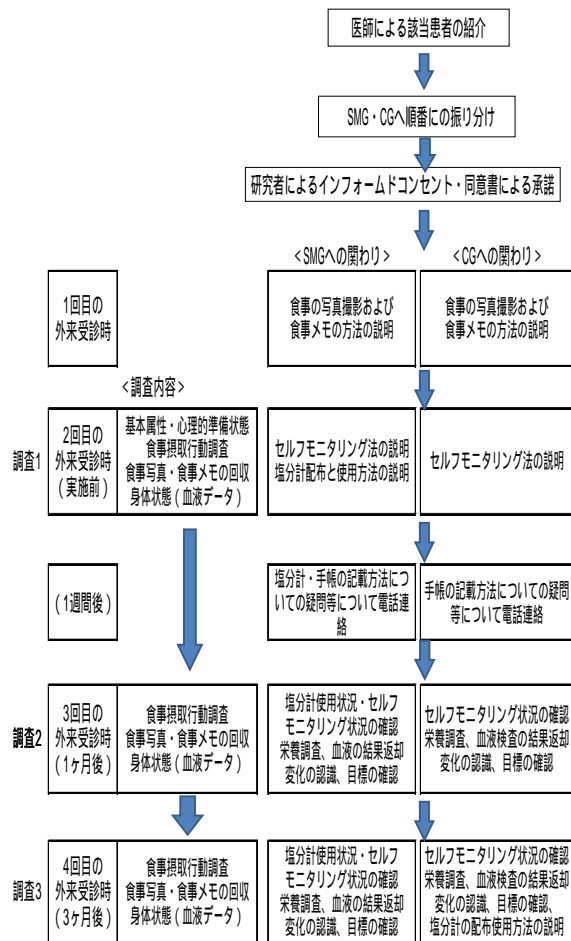 医師による該当患者の紹介
SMG・CGへ順番にの振り分け
研究者によるインフォームドコンセント・同意書による承諾
<SMGへの関わり>
<CGへの関わり>
1回目の
外来受診時
食事の写真撮影および
食事メモの方法の説明
食事の写真撮影および
食事メモの方法の説明
<調査内容>
調査1
2回目の
外来受診時
(実施前)
基本属性・心理的準備状態
食事摂取行動調査
食事写真・食事メモの回収
身体状態(血液データ)
セルフモニタリング法の説明
塩分計配布と使用方法の説明
セルフモニタリング法の説明
(1週間後)
塩分計・手帳の記載方法につ
いての疑問等について電話連
絡
手帳の記載方法についての疑問
等について電話連絡
調査2
3回目の
外来受診時
(1ヶ月後)
食事摂取行動調査
食事写真・食事メモの回収
身体状態(血液データ)
塩分計使用状況・セルフ
モニタリング状況の確認
栄養調査、血液の結果返却
変化の認識、目標の確認
セルフモニタリング状況の確認
栄養調査、血液検査の結果返却
変化の認識、目標の確認
調査3
4回目の
外来受診時
(3ヶ月後)
食事摂取行動調査
食事写真・食事メモの回収
身体状態(血液データ)
塩分計使用状況・セルフ
モニタリング状況の確認
栄養調査、血液の結果返却
変化の認識、目標の確認
セルフモニタリング状況の確認
栄養調査、血液検査の結果返却
変化の認識、目標の確認、
塩分計の配布使用方法の説明